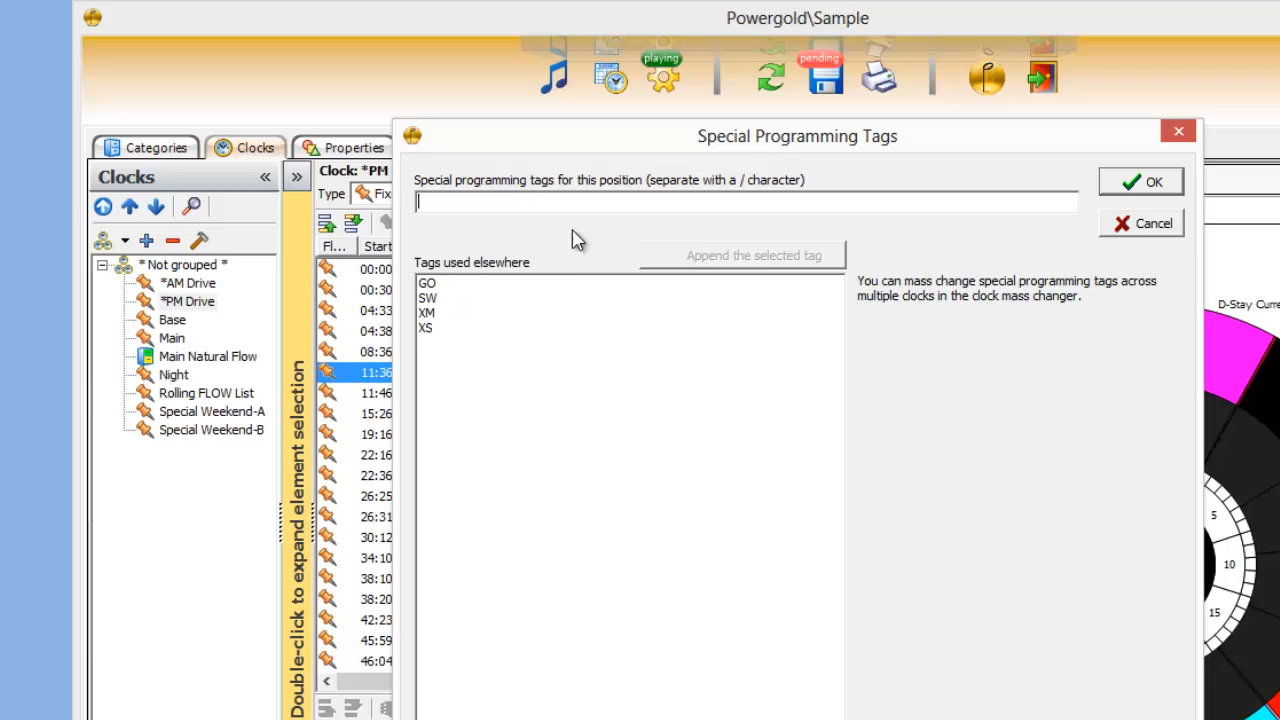 Powergold\Sample
playing
pending
Categories
Clocks
Properties
Special Programming Tags
Clocks
«
»
Clock: *PM
Type
Fix
Fl...
Start
Special programming tags for this position (separate with a / character)
OK
Cancel
Tags used elsewhere
Append the selected tag
You can mass change special programming tags across
multiple clocks in the clock mass changer.
GO
SW
XM
XS
* Not grouped *
*AM Drive
*PM Drive
Base
Main
Main Natural Flow
Night
Rolling FLOW List
Special Weekend-A
Special Weekend-B
Double-click to expand element selection
00:00
00:30
04:33
04:38
08:36
11:36
11:46
15:26
19:16
22:16
22:36
26:25
26:31
30:12
34:10
38:10
38:20
42:23
45:59
46:04
D-Stay Curre
5
10
15